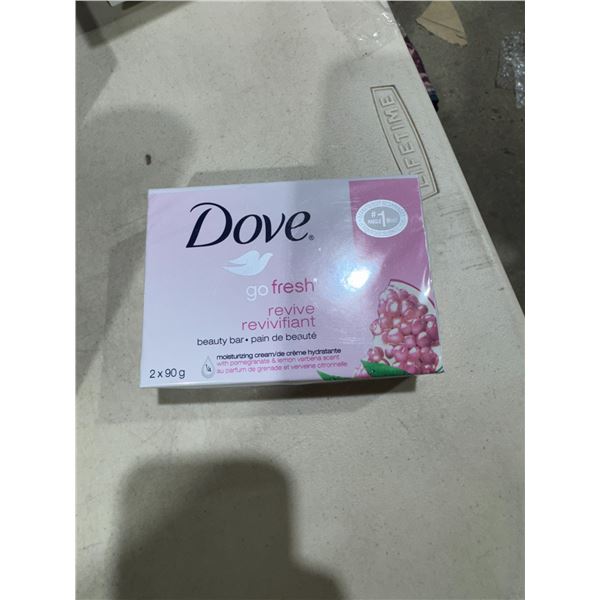 LIFETIME
Dove®
#1
go fresh
revive
revivifiant
beauty bar • pain de beauté
¼ moisturizing cream/de crème hydratante
with pomegranate & lemon verbena scent
au parfum de grenade et verveine citronnelle
2 x 90 g